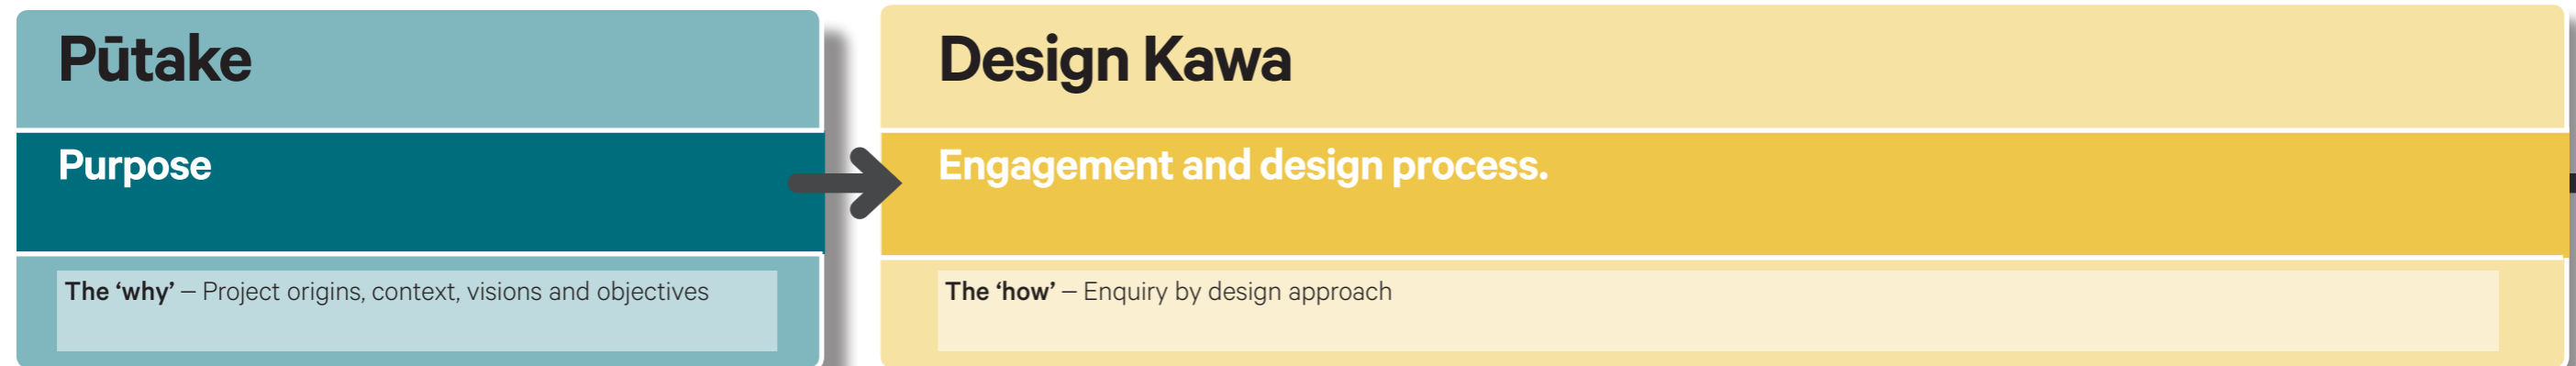 Pūtake
Purpose
The ‘why’ – Project origins, context, visions and objectives
Design Kawa
Engagement and design process.
The ‘how’ – Enquiry by design approach